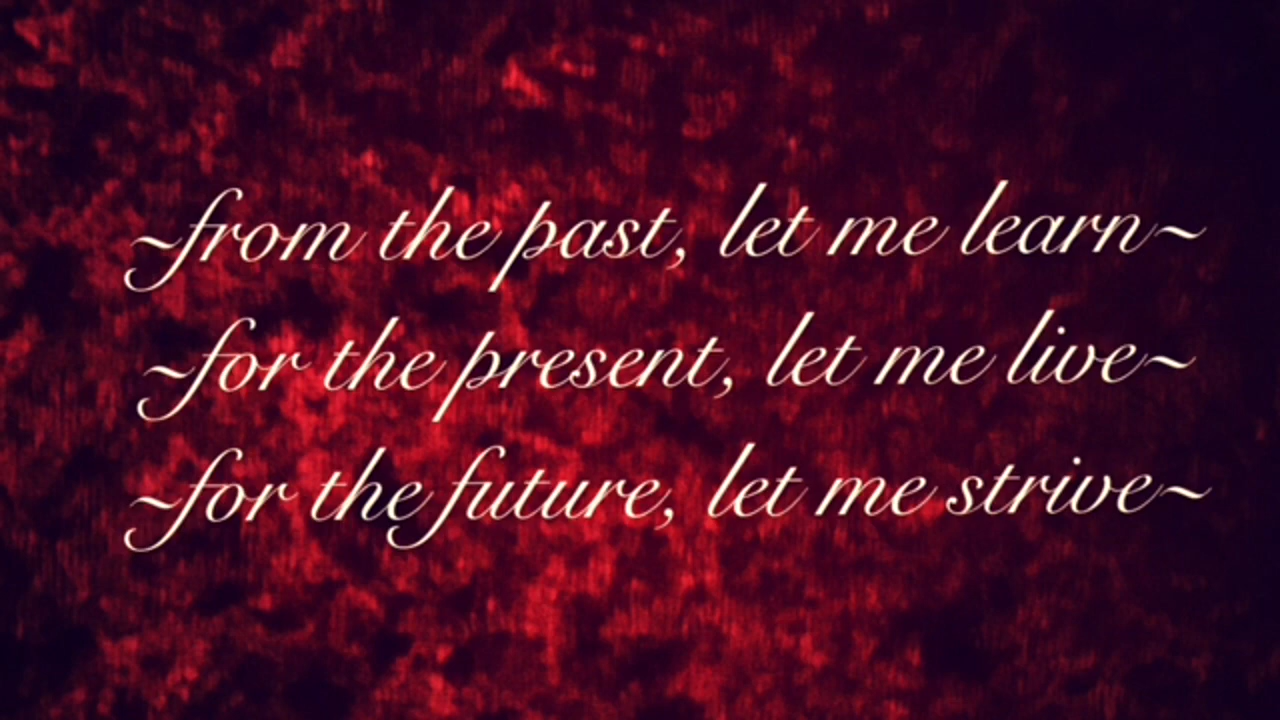 ~from the past, let me learn~
~for the present, let me live~
~for the future, let me strive~